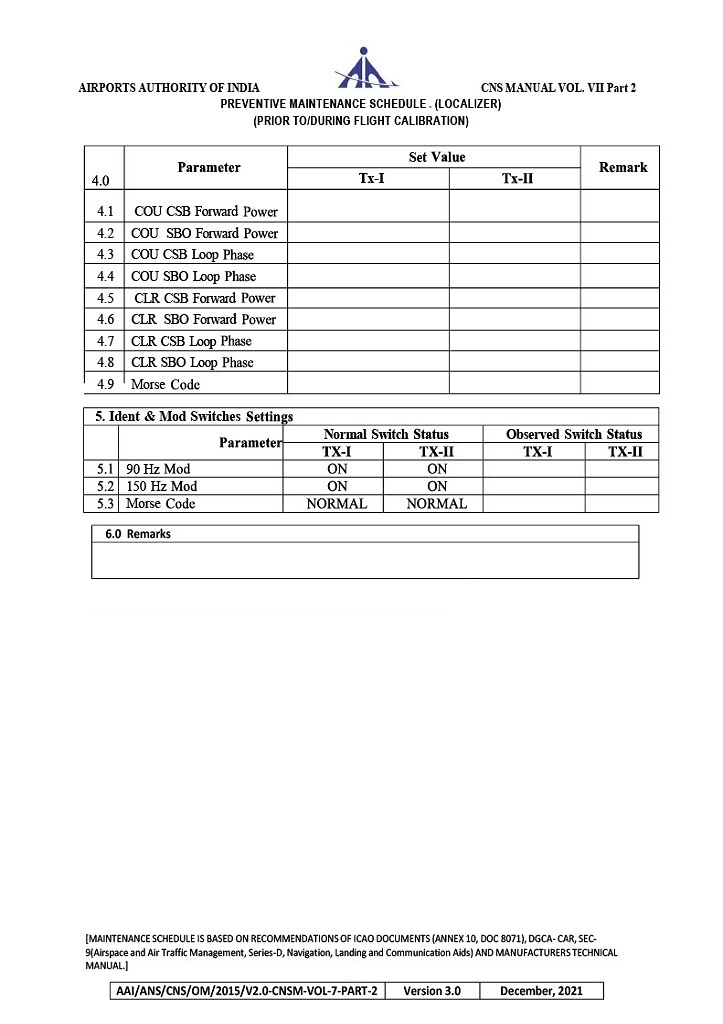 AIRPORTS AUTHORITY OF INDIA CNS MANUAL VOL. VII Part 2
PREVENTIVE MAINTENANCE SCHEDULE . (LOCALIZER)
(PRIOR TO/DURING FLIGHT CALIBRATION)
4.0 Parameter Set Value Remark
Tx-I Tx-II
4.1 COU CSB Forward Power
4.2 COU SBO Forward Power
4.3 COU CSB Loop Phase
4.4 COU SBO Loop Phase
4.5 CLR CSB Forward Power
4.6 CLR SBO Forward Power
4.7 CLR CSB Loop Phase
4.8 CLR SBO Loop Phase
4.9 Morse Code
5. Ident & Mod Switches Settings
Parameter Normal Switch Status Observed Switch Status
TX-I TX-II TX-I TX-II
5.1 90 Hz Mod ON ON
5.2 150 Hz Mod ON ON
5.3 Morse Code NORMAL NORMAL
6.0 Remarks
[MAINTENANCE SCHEDULE IS BASED ON RECOMMENDATIONS OF ICAO DOCUMENTS (ANNEX 10, DOC 8071), DGCA- CAR, SEC-
9(Airspace and Air Traffic Management, Series-D, Navigation, Landing and Communication Aids) AND MANUFACTURERS TECHNICAL
MANUAL.]
AAI/ANS/CNS/OM/2015/V2.0-CNSM-VOL-7-PART-2 Version 3.0 December, 2021